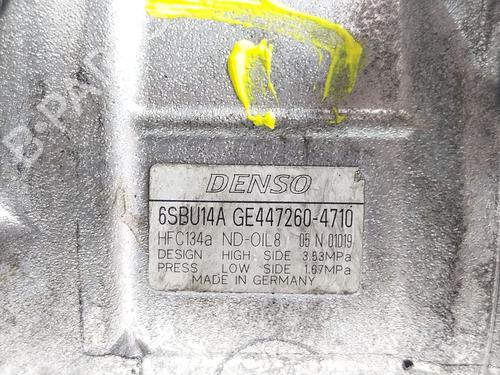 B-PA
DENSO
6SBU14A GE447260-4710
HFC134a ND-OIL8 05 N 01019
DESIGN HIGH SIDE 3.53MPa
PRESS LOW SIDE 1.67MPa
MADE IN GERMANY